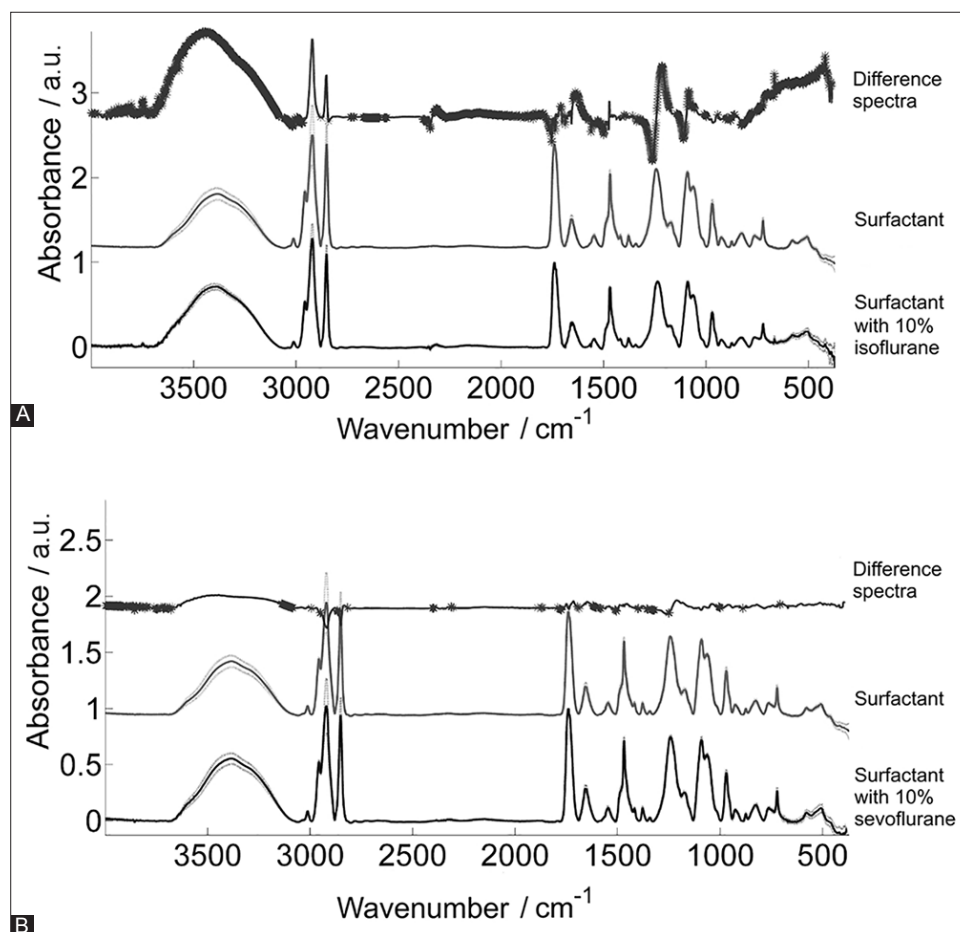 Absorbance / a.u.
3
2
1
0
Difference
spectra
Surfactant
Surfactant
with 10%
isoflurane
3500 3000 2500 2000 1500 1000 500
Wavenumber / cm⁻¹
A
Absorbance / a.u.
2.5
2
1.5
1
0.5
0
Difference
spectra
Surfactant
Surfactant
with 10%
sevoflurane
3500 3000 2500 2000 1500 1000 500
Wavenumber / cm⁻¹
B